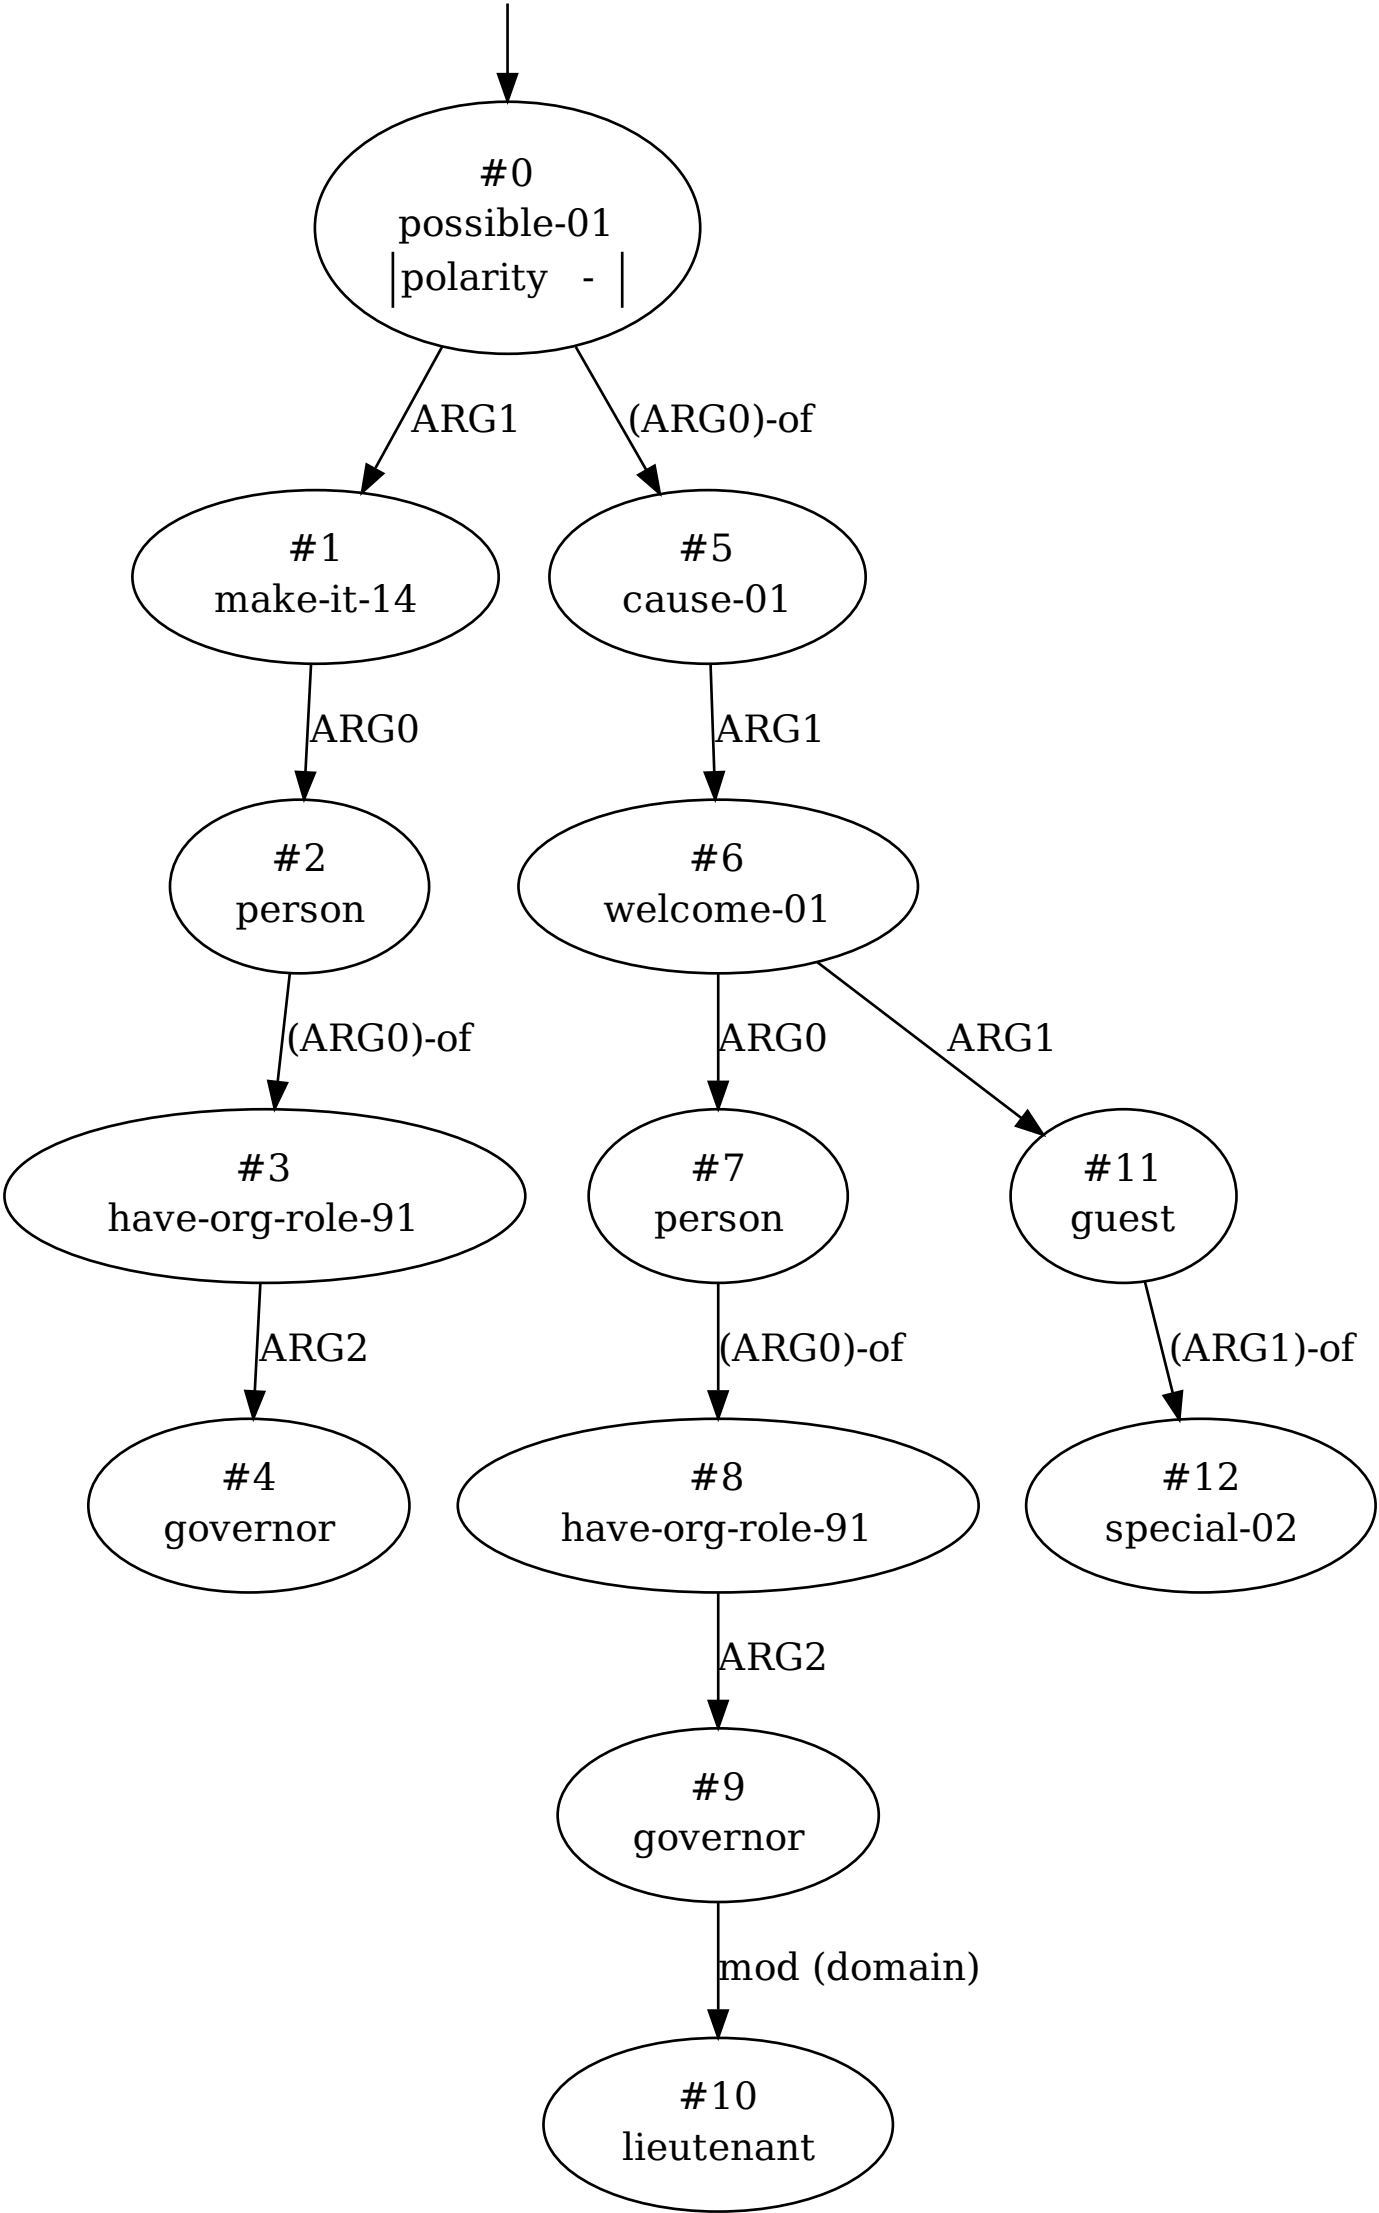 #0
possible-01
polarity -
ARG1
(ARG0)-of
#1
make-it-14
#5
cause-01
ARG0
ARG1
#2
person
#6
welcome-01
(ARG0)-of
ARG0
ARG1
#3
have-org-role-91
#7
person
#11
guest
ARG2
(ARG0)-of
(ARG1)-of
#4
governor
#8
have-org-role-91
#12
special-02
ARG2
#9
governor
mod (domain)
#10
lieutenant